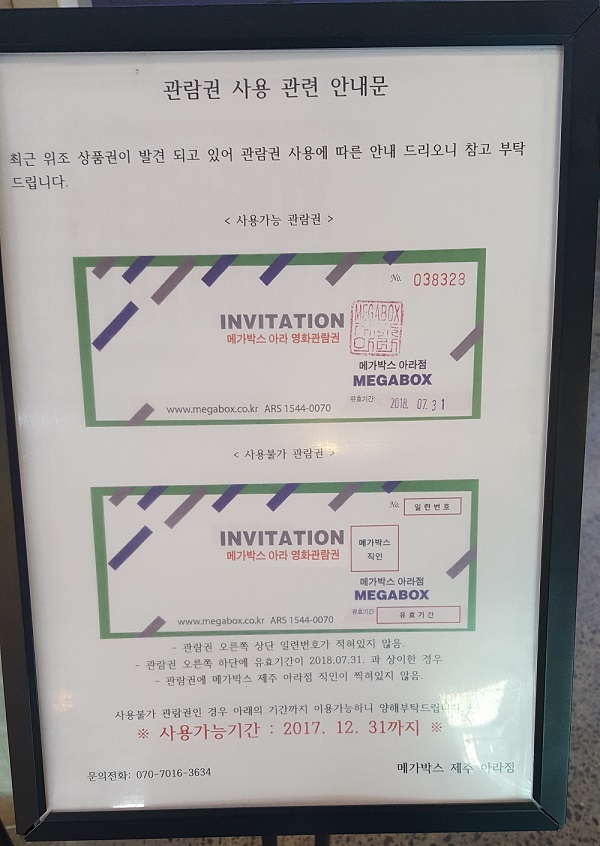 관람권 사용 관련 안내문
최근 위조 상품권이 발견 되고 있어 관람권 사용에 따른 안내 드리오니 참고 부탁
드립니다.
< 사용가능 관람권 >
No. 038328
INVITATION
메가박스 아라 영화관람권
MEGABOX
메가박스 아라점
MEGABOX
유효기간: 2018. 07. 31
www.megabox.co.kr ARS 1544-0070
< 사용불가 관람권 >
No. 일련번호
INVITATION
메가박스 아라 영화관람권
메가박스
직인
메가박스 아라점
MEGABOX
유효기간: 유효기간
www.megabox.co.kr ARS 1544-0070
- 관람권 오른쪽 상단 일련번호가 적혀있지 않음.
- 관람권 오른쪽 하단에 유효기간이 2018.07.31. 과 상이한 경우
- 관람권에 메가박스 제주 아라점 직인이 찍혀있지 않음.
사용불가 관람권인 경우 아래의 기간까지 이용가능하니 양해부탁드립니다.
※ 사용가능기간 : 2017. 12. 31까지 ※
문의전화: 070-7016-3634
메가박스 제주 아라점